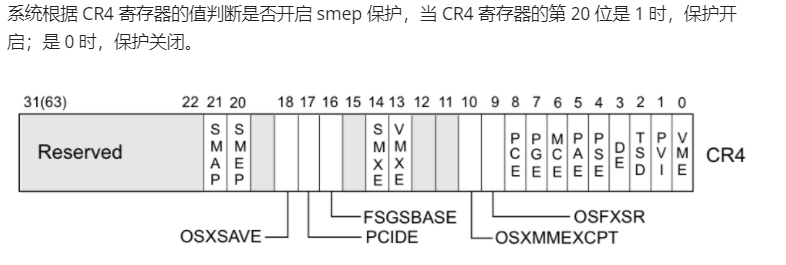 系统根据 CR4 寄存器的值判断是否开启 smep 保护，当 CR4 寄存器的第 20 位是 1 时，保护开
启；是 0 时，保护关闭。
31(63) 22 21 20 18 17 16 15 14 13 12 11 10 9 8 7 6 5 4 3 2 1 0
Reserved SMAP SMEP SMXE VMXE PCE PGE MCE PAE PSE DE TSD PVI VME CR4
FSGSBASE OSFXSR
OSXSAVE PCIDE OSXMMEXCPT